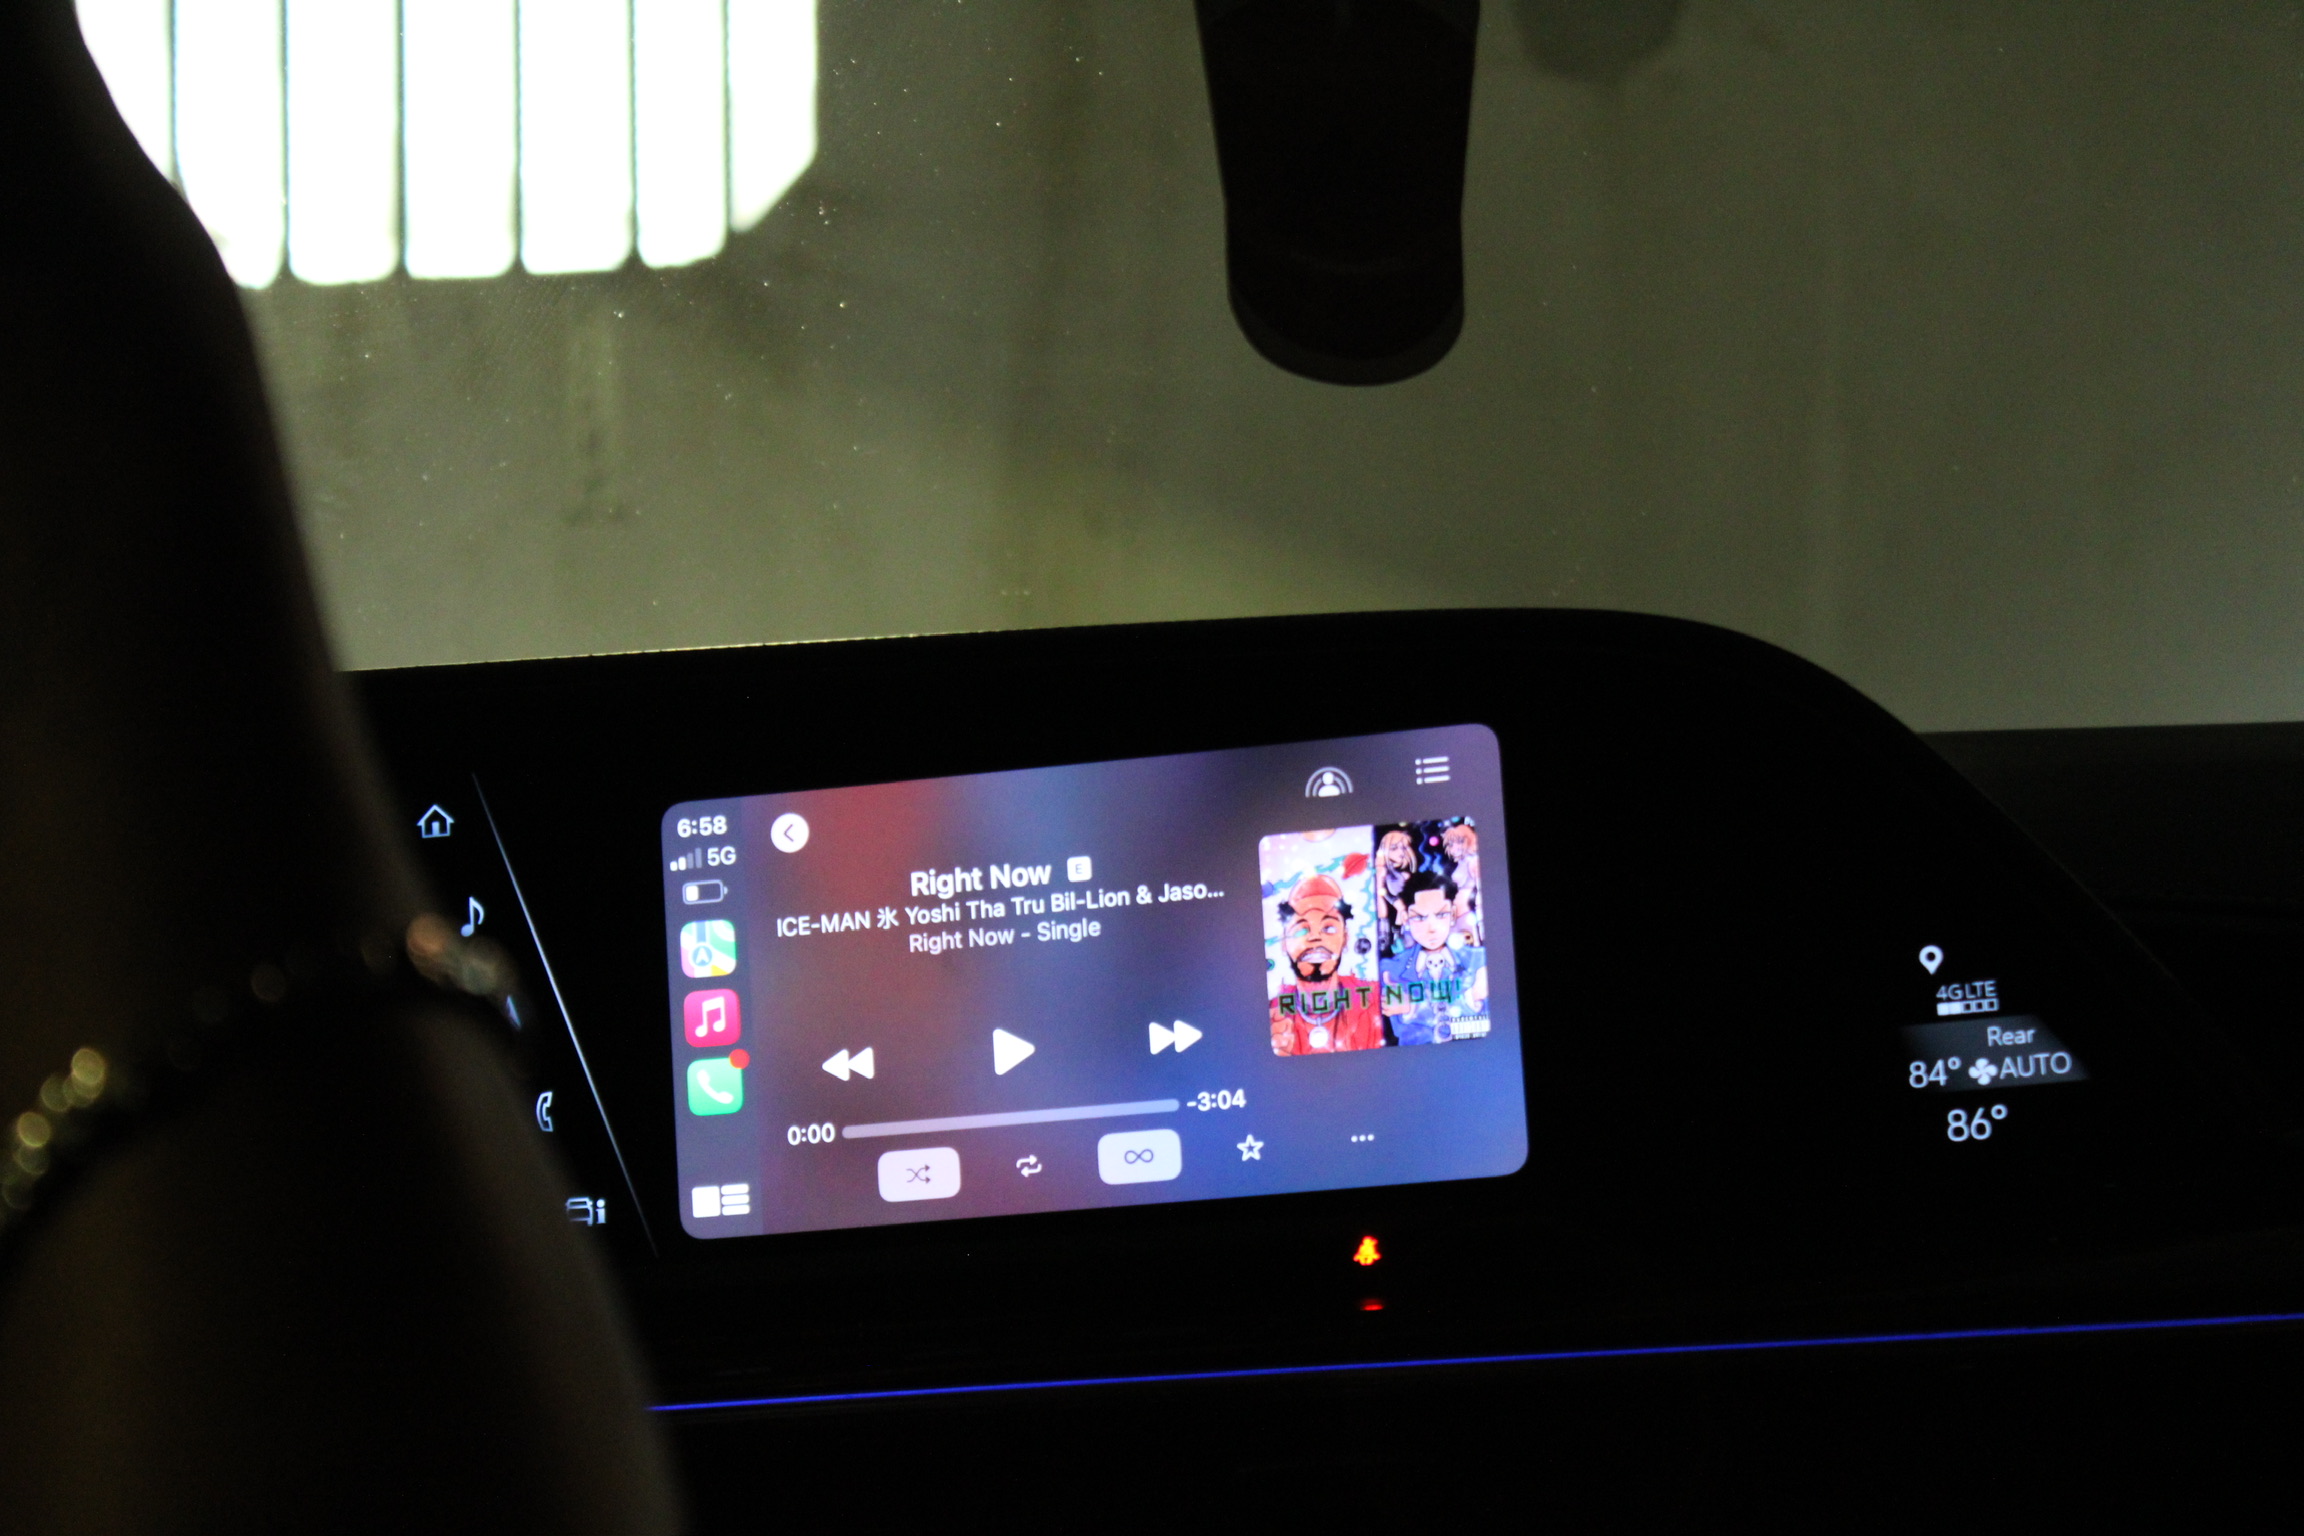 6:58
5G
Right Now E
ICE-MAN 氷 Yoshi Tha Tru Bil-Lion & Jaso...
Right Now - Single
RIGHT NOW!
0:00
-3:04
4G LTE
Rear
84° AUTO
86°